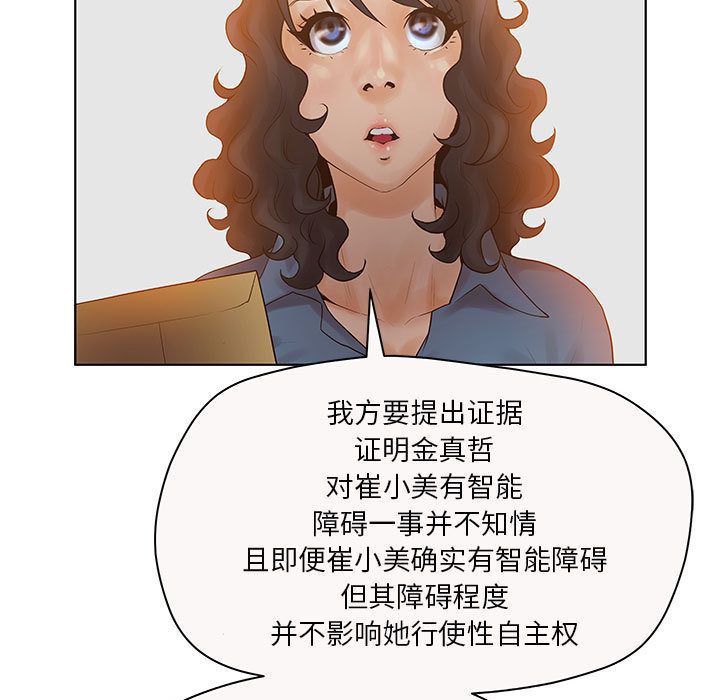 我方要提出证据
证明金真哲
对崔小美有智能
障碍一事并不知情
且即便崔小美确实有智能障碍
但其障碍程度
并不影响她行使性自主权